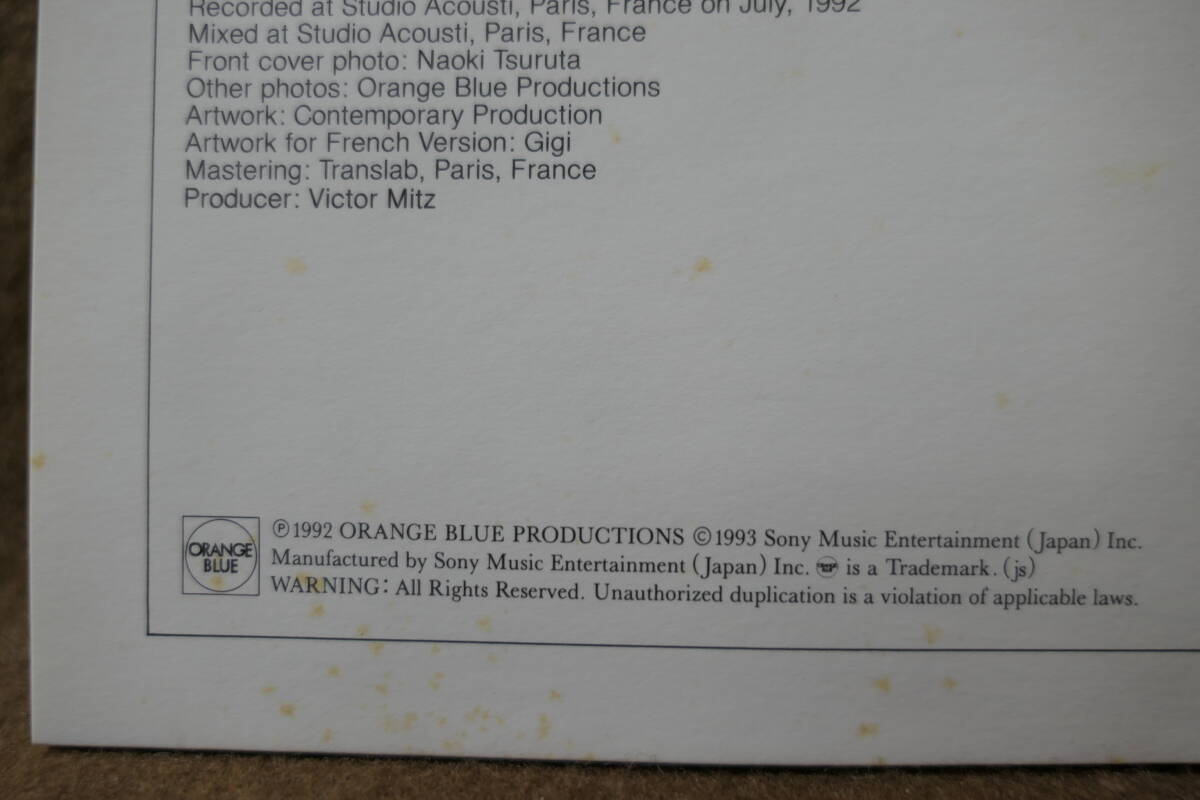 Recorded at Studio Acousti, Paris, France on July, 1992
Mixed at Studio Acousti, Paris, France
Front cover photo: Naoki Tsuruta
Other photos: Orange Blue Productions
Artwork: Contemporary Production
Artwork for French Version: Gigi
Mastering: Translab, Paris, France
Producer: Victor Mitz
ORANGE
BLUE
℗1992 ORANGE BLUE PRODUCTIONS ©1993 Sony Music Entertainment (Japan) Inc.
Manufactured by Sony Music Entertainment (Japan) Inc. is a Trademark. (js)
WARNING: All Rights Reserved. Unauthorized duplication is a violation of applicable laws.